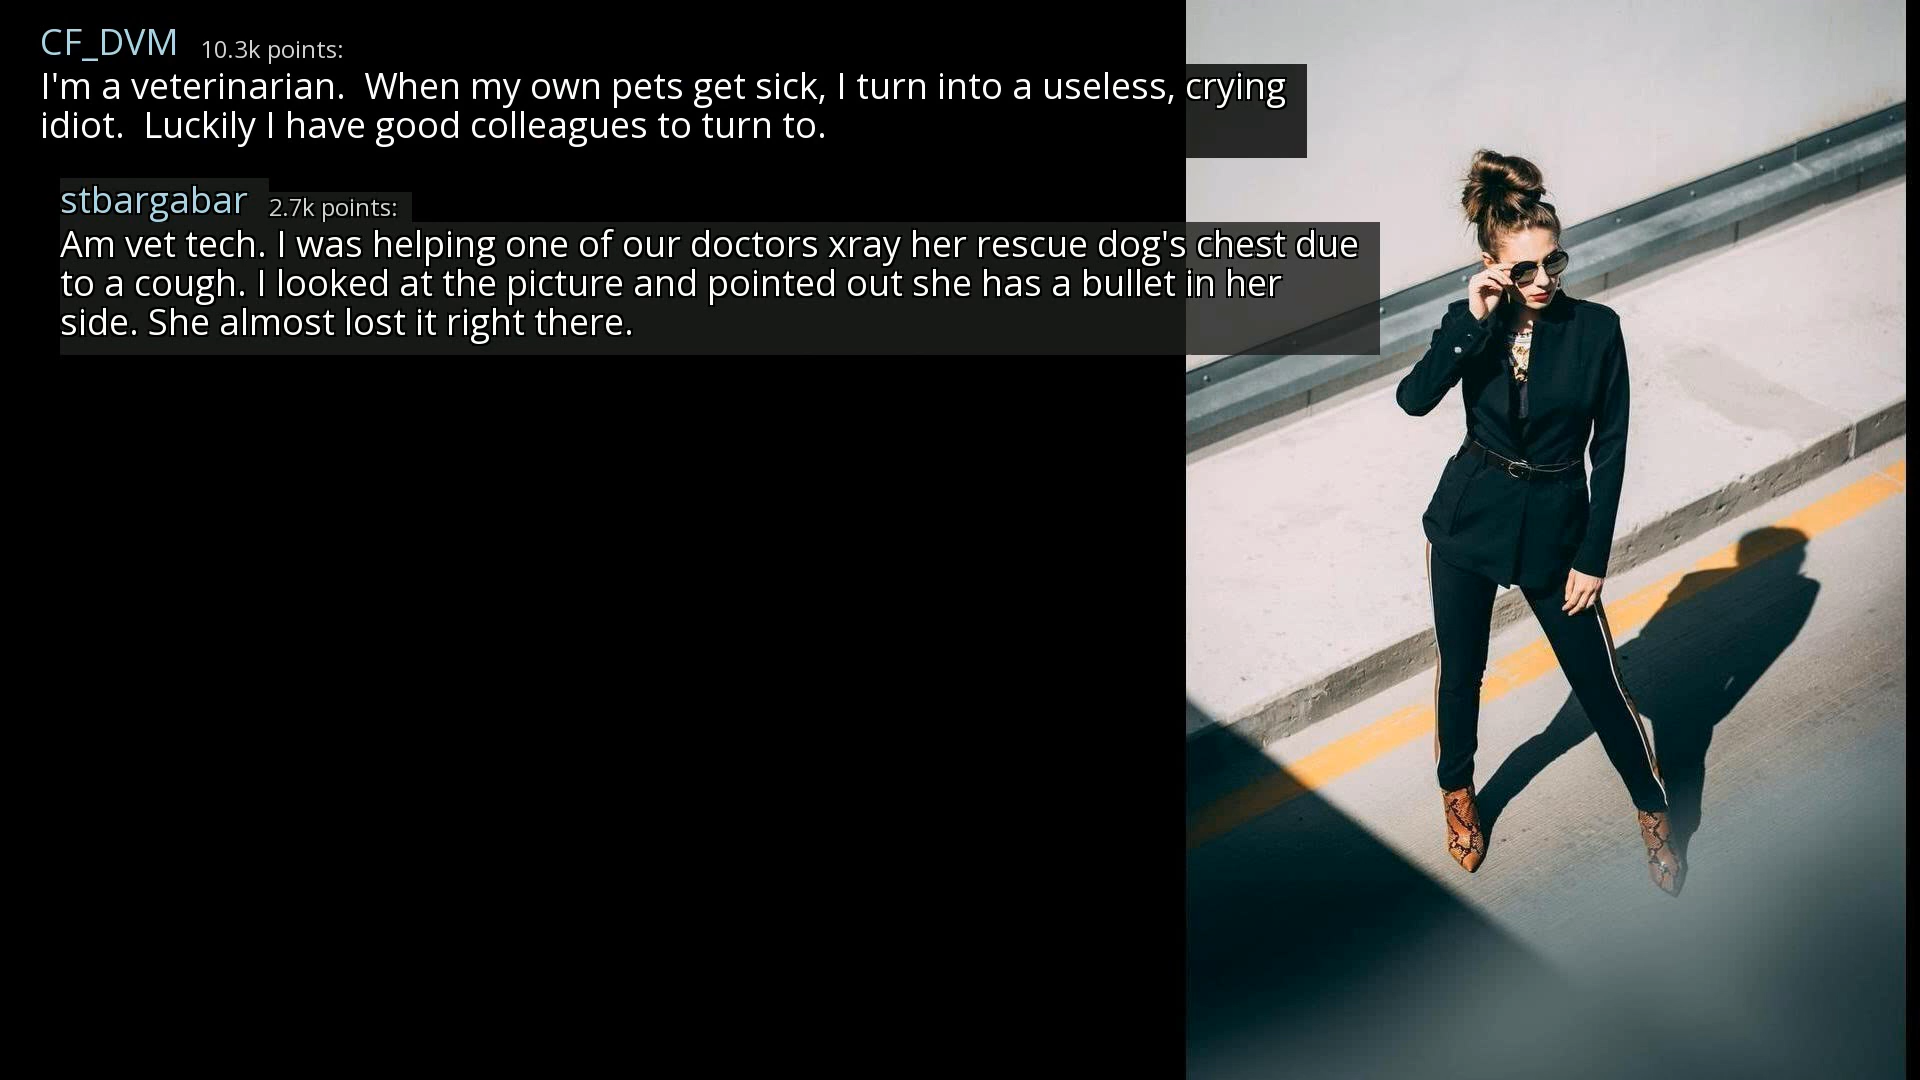 CF_DVM 10.3k points:
I'm a veterinarian.  When my own pets get sick, I turn into a useless, crying
idiot.  Luckily I have good colleagues to turn to.
stbargabar 2.7k points:
Am vet tech. I was helping one of our doctors xray her rescue dog's chest due
to a cough. I looked at the picture and pointed out she has a bullet in her
side. She almost lost it right there.